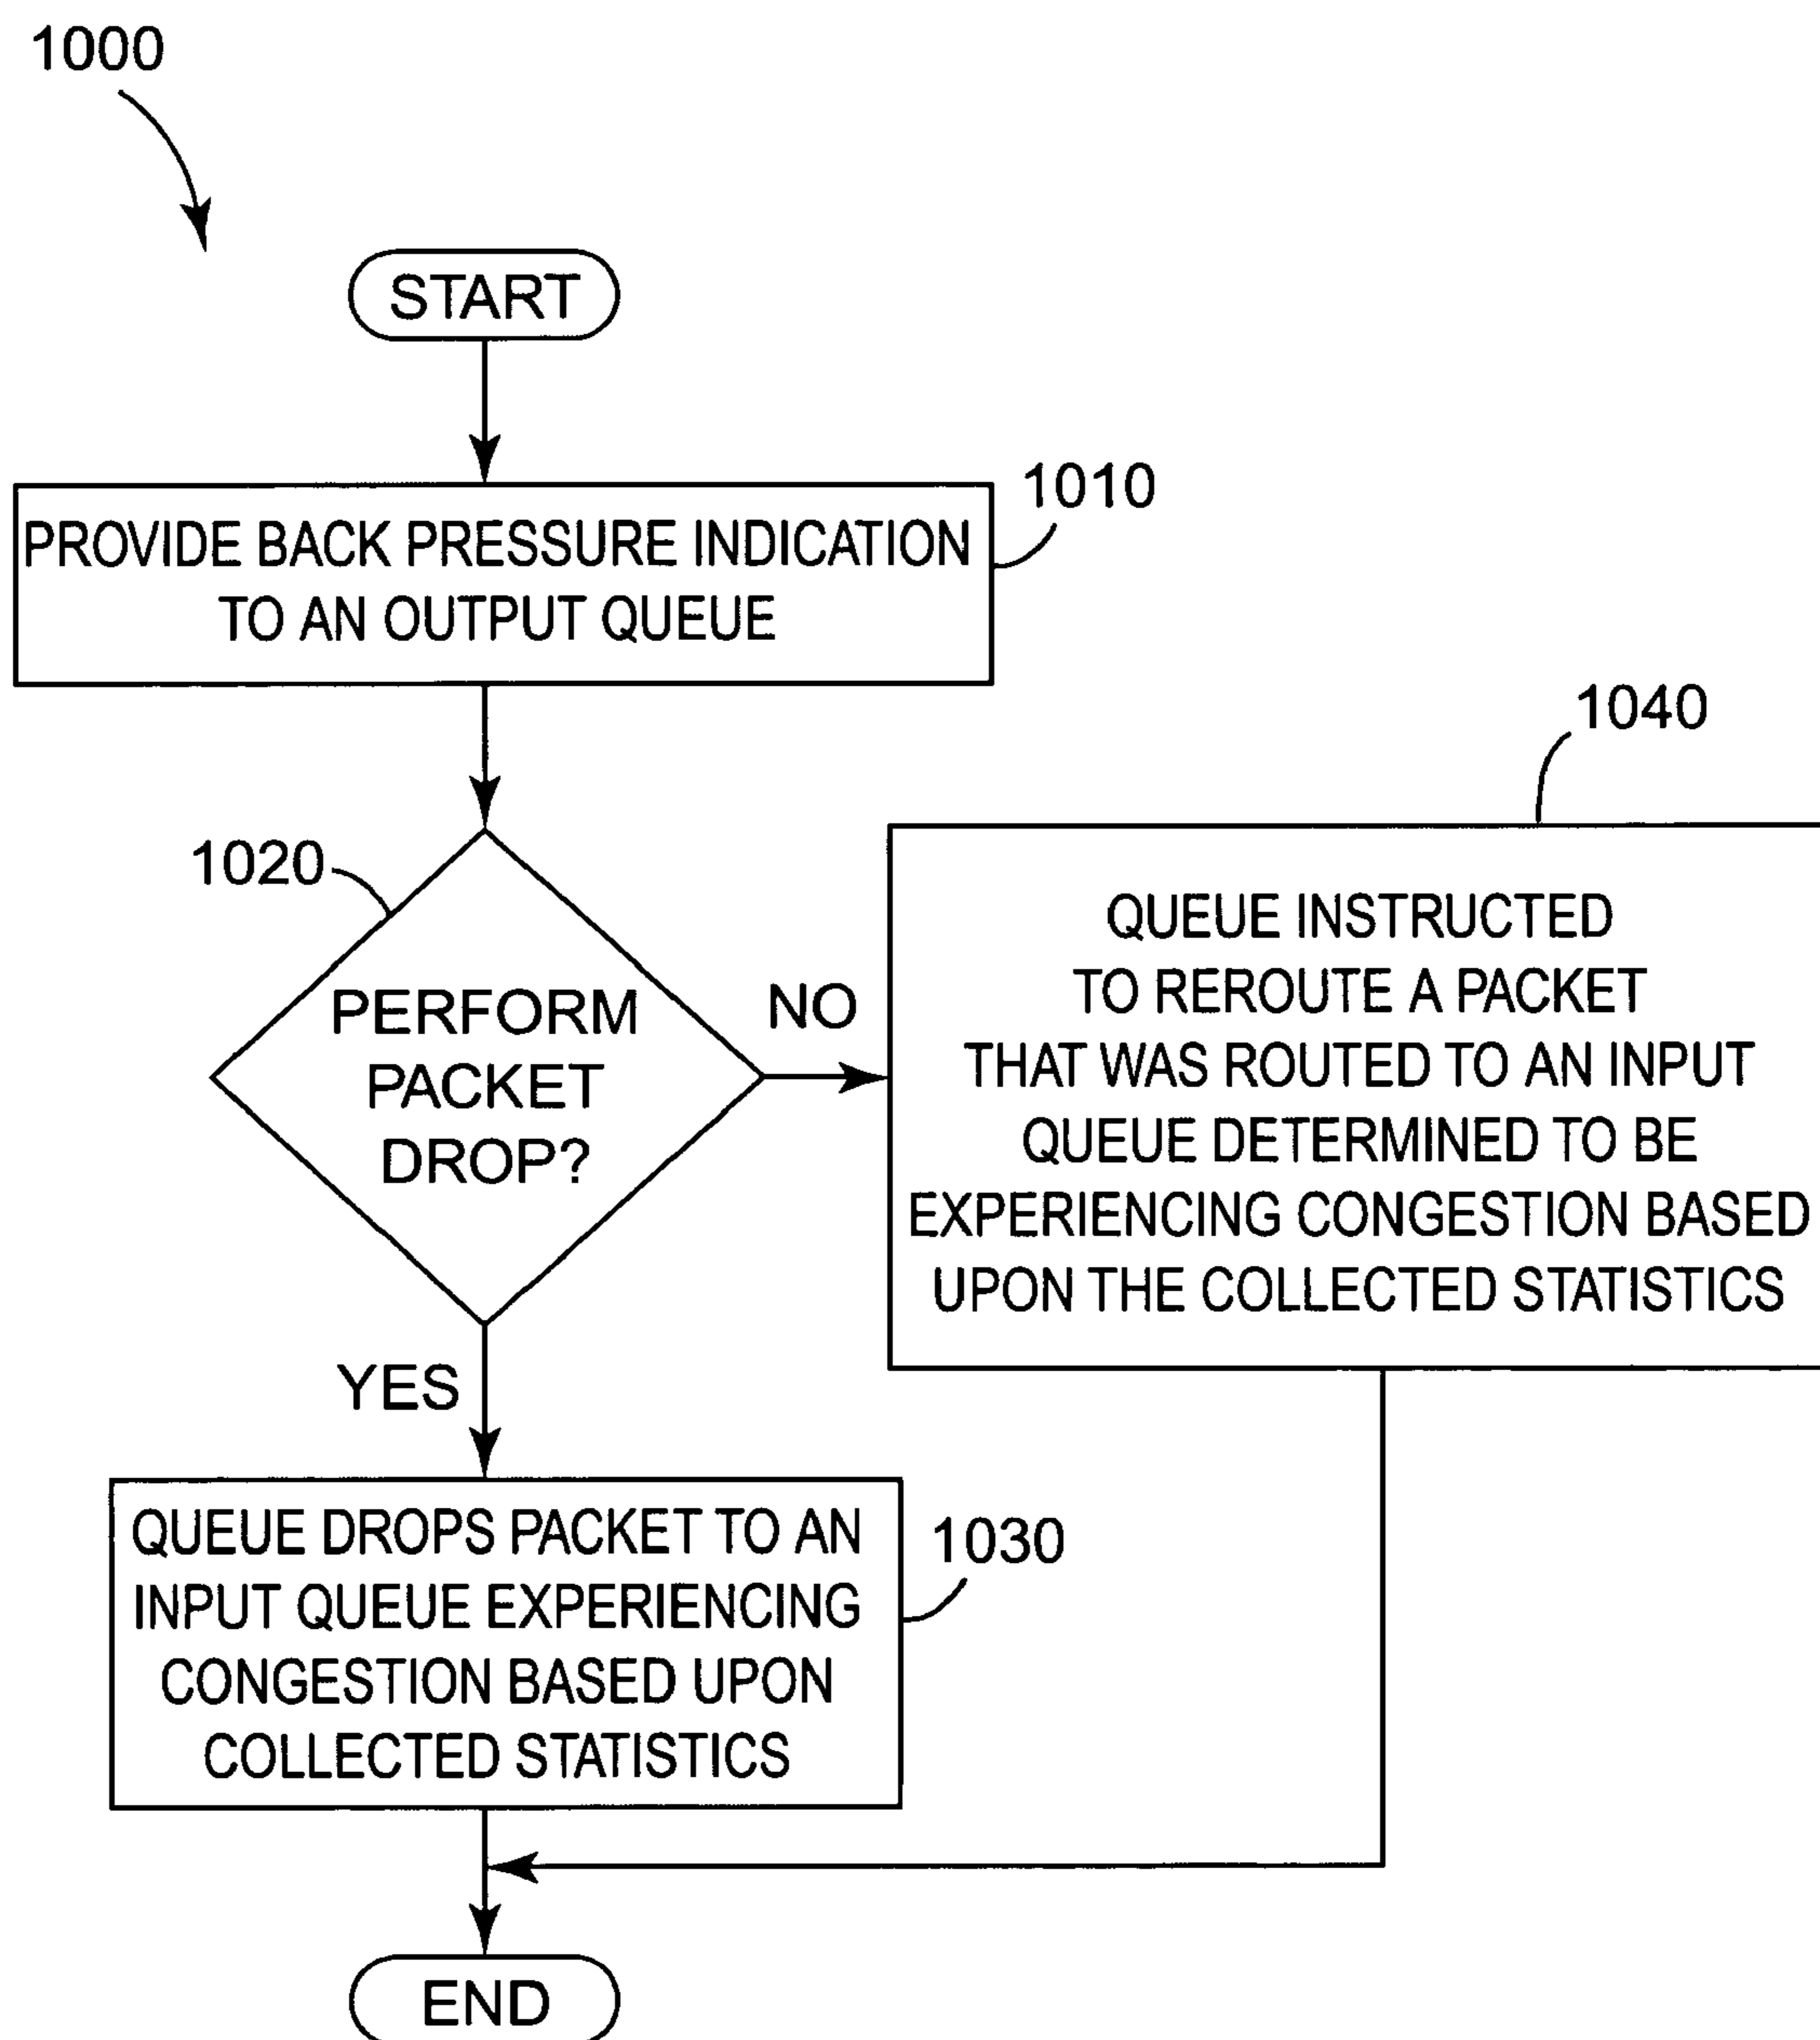 1000
START
1010
PROVIDE BACK PRESSURE INDICATION
TO AN OUTPUT QUEUE
1020
PERFORM
PACKET
DROP?
NO
YES
1040
QUEUE INSTRUCTED
TO REROUTE A PACKET
THAT WAS ROUTED TO AN INPUT
QUEUE DETERMINED TO BE
EXPERIENCING CONGESTION BASED
UPON THE COLLECTED STATISTICS
1030
QUEUE DROPS PACKET TO AN
INPUT QUEUE EXPERIENCING
CONGESTION BASED UPON
COLLECTED STATISTICS
END